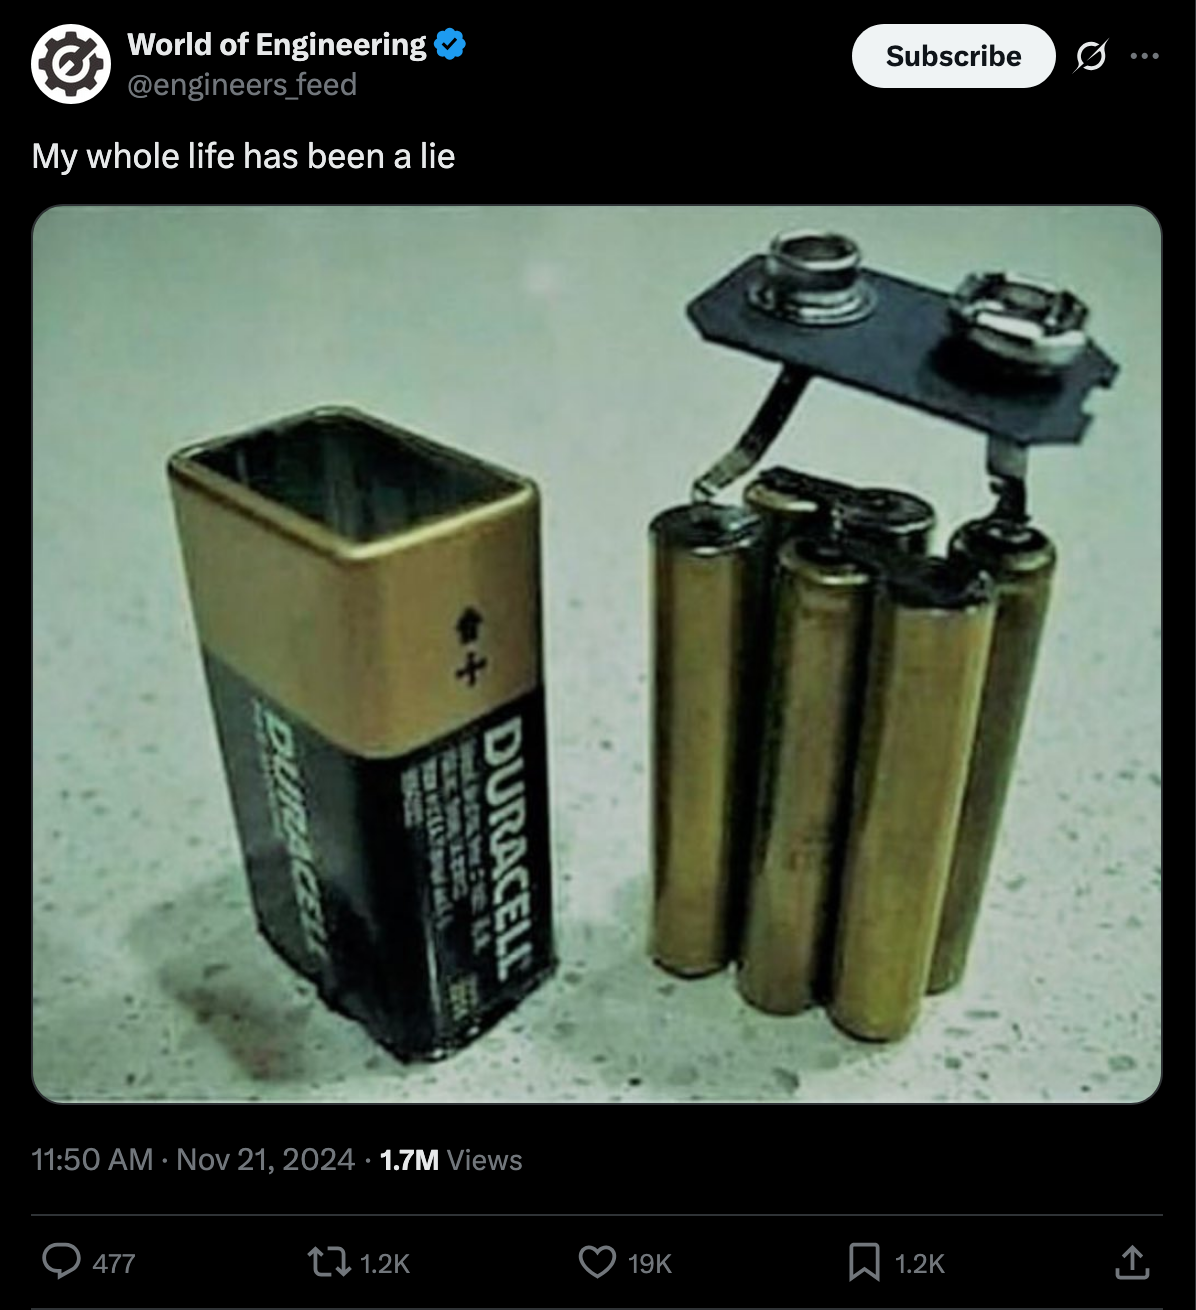 World of Engineering
@engineers_feed
Subscribe
My whole life has been a lie
+
DURACELL
DURACELL
11:50 AM · Nov 21, 2024 · 1.7M Views
477
1.2K
19K
1.2K